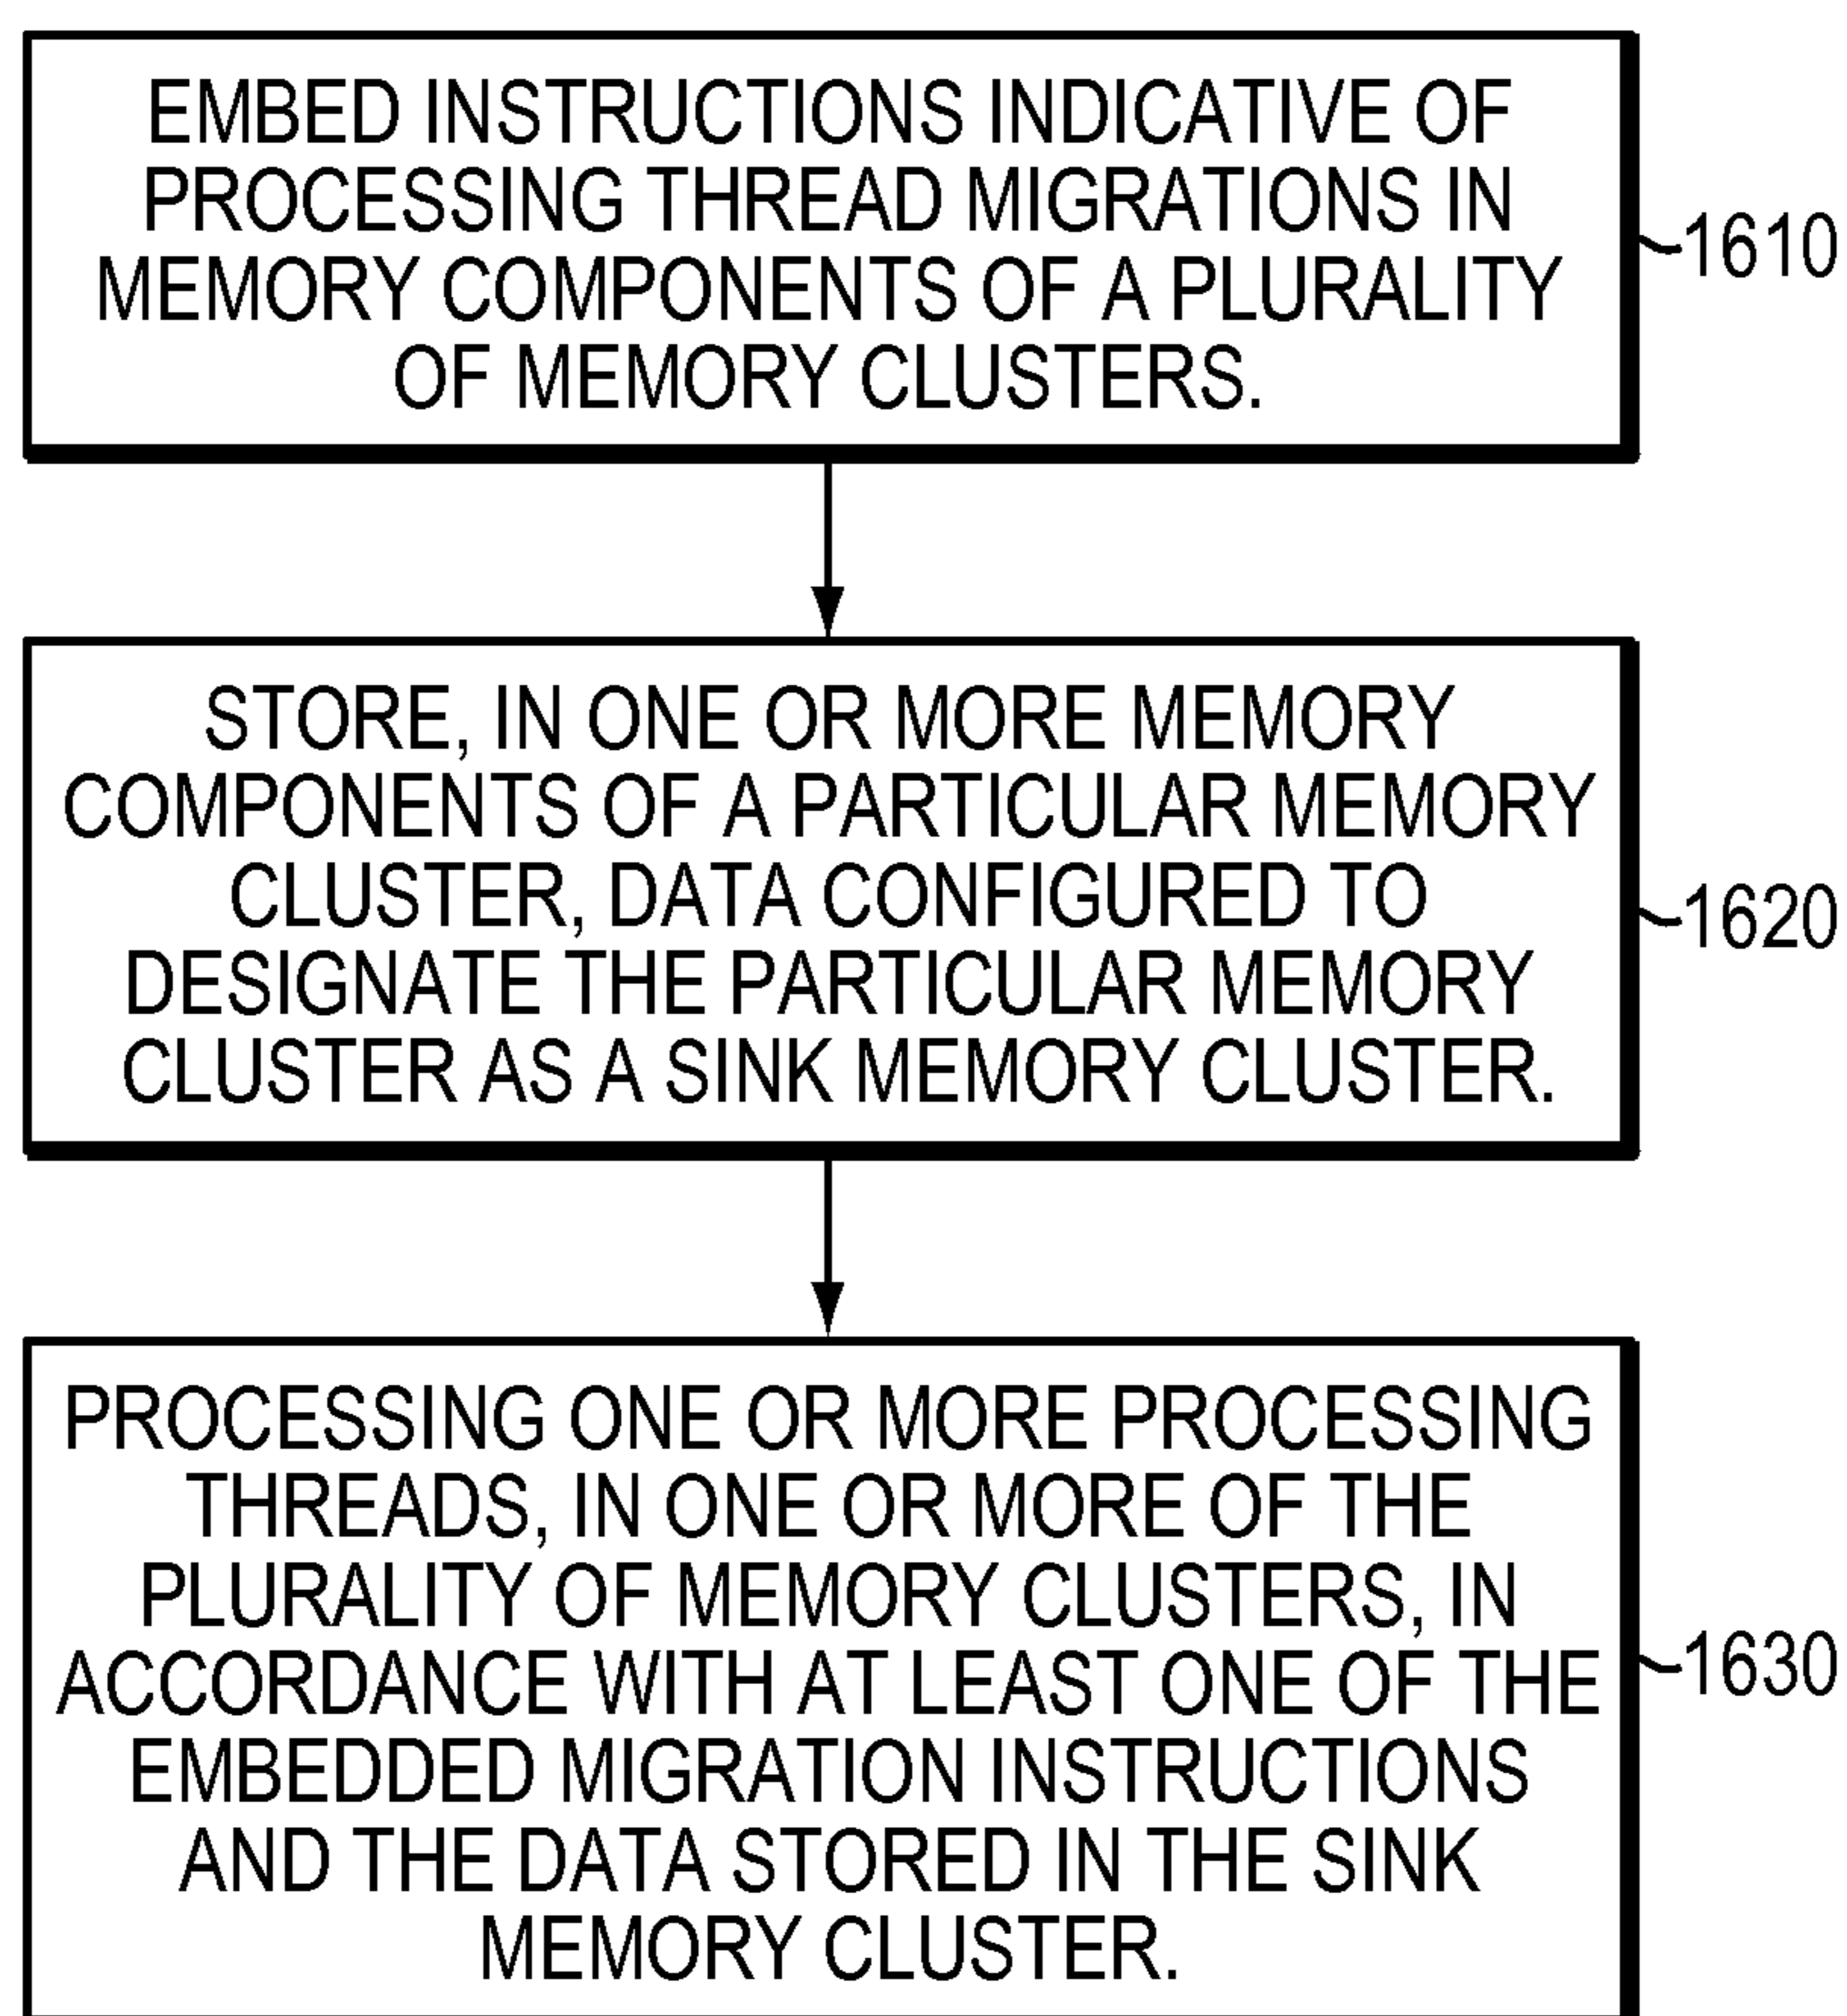 EMBED INSTRUCTIONS INDICATIVE OF
PROCESSING THREAD MIGRATIONS IN
MEMORY COMPONENTS OF A PLURALITY
OF MEMORY CLUSTERS.
1610
STORE, IN ONE OR MORE MEMORY
COMPONENTS OF A PARTICULAR MEMORY
CLUSTER, DATA CONFIGURED TO
DESIGNATE THE PARTICULAR MEMORY
CLUSTER AS A SINK MEMORY CLUSTER.
1620
PROCESSING ONE OR MORE PROCESSING
THREADS, IN ONE OR MORE OF THE
PLURALITY OF MEMORY CLUSTERS, IN
ACCORDANCE WITH AT LEAST ONE OF THE
EMBEDDED MIGRATION INSTRUCTIONS
AND THE DATA STORED IN THE SINK
MEMORY CLUSTER.
1630